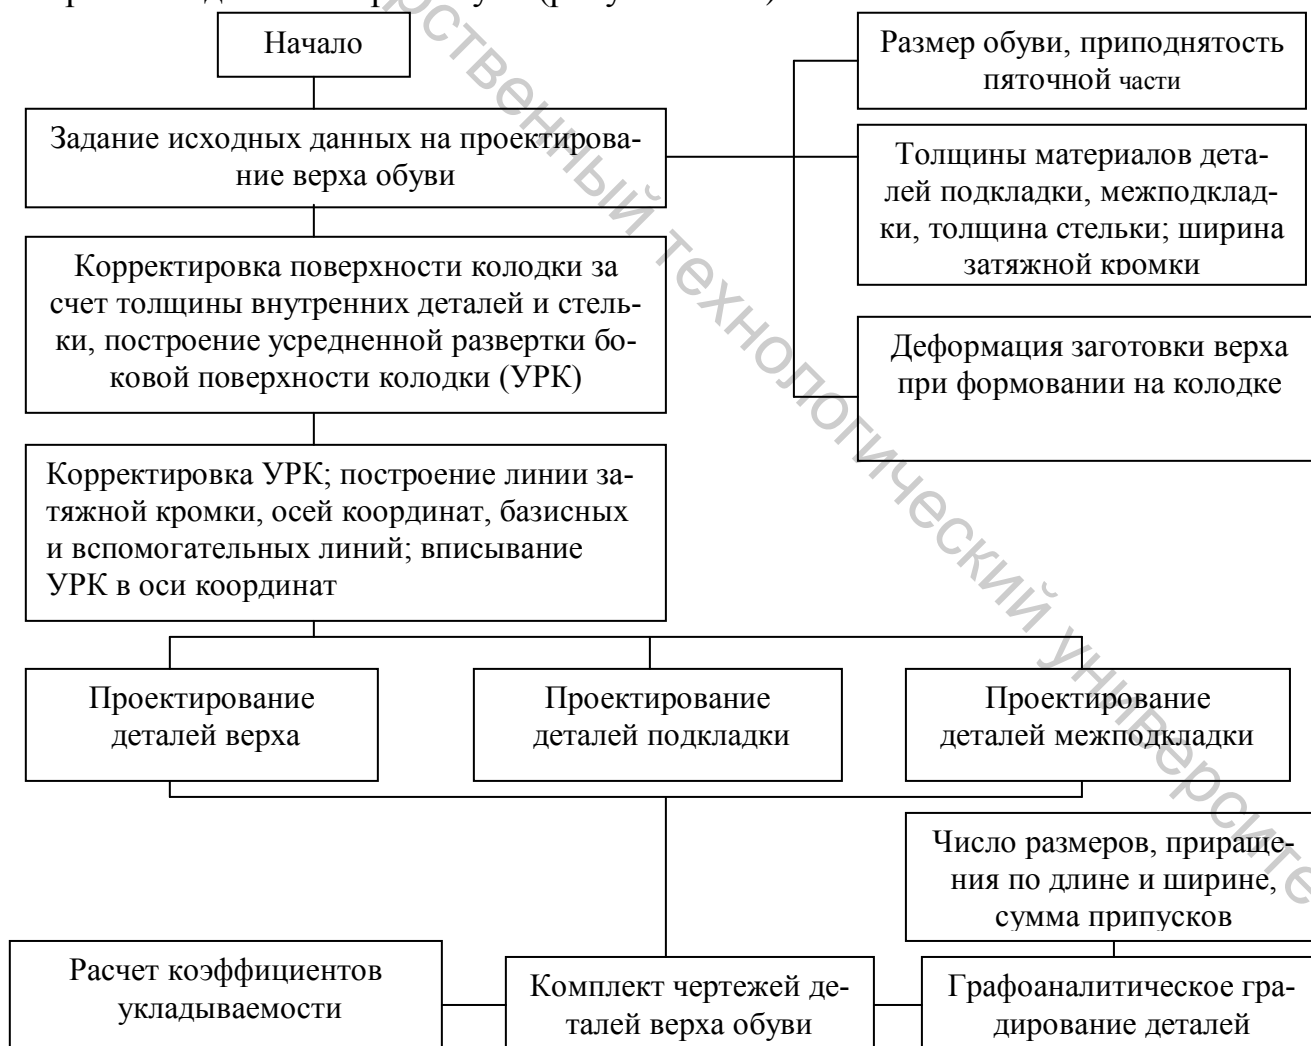 Начало
Размер обуви, приподнятость
пяточной части
Задание исходных данных на проектирова-
ние верха обуви
Толщины материалов дета-
лей подкладки, межподклад-
ки, толщина стельки; ширина
затяжной кромки
Корректировка поверхности колодки за
счет толщины внутренних деталей и стель-
ки, построение усредненной развертки бо-
ковой поверхности колодки (УРК)
Деформация заготовки верха
при формовании на колодке
Корректировка УРК; построение линии за-
тяжной кромки, осей координат, базисных
и вспомогательных линий; вписывание
УРК в оси координат
Проектирование
деталей верха
Проектирование
деталей подкладки
Проектирование
деталей межподкладки
Число размеров, прираще-
ния по длине и ширине,
сумма припусков
Расчет коэффициентов
укладываемости
Комплект чертежей де-
талей верха обуви
Графоаналитическое гра-
дирование деталей
технологический